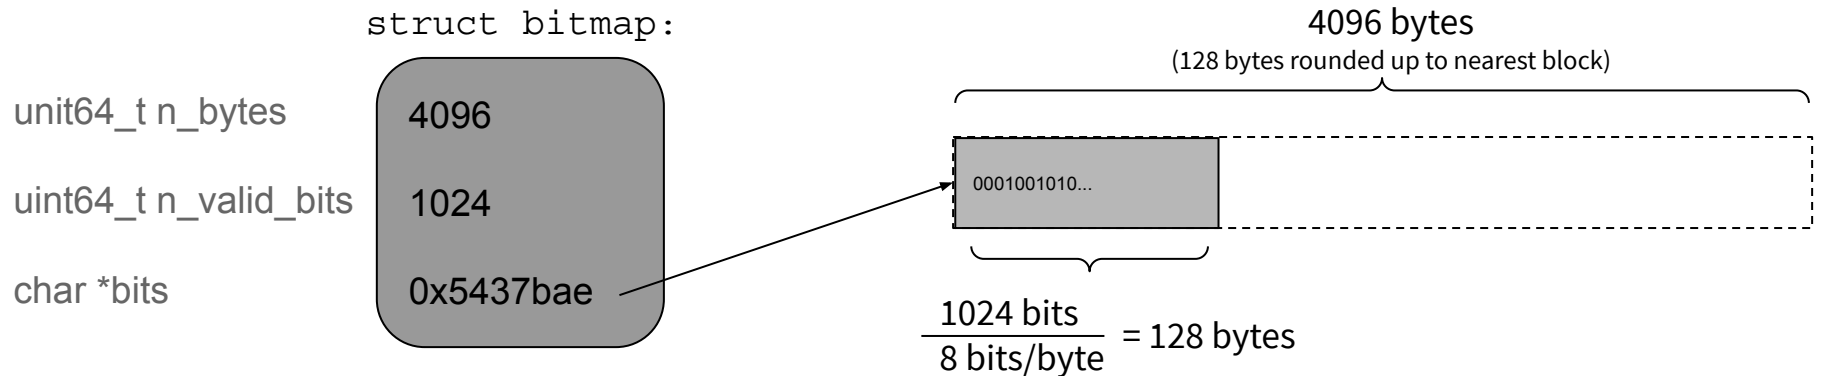 struct bitmap:
unit64_t n_bytes
4096
uint64_t n_valid_bits
1024
char *bits
0x5437bae
4096 bytes
(128 bytes rounded up to nearest block)
0001001010...
1024 bits
8 bits/byte
= 128 bytes